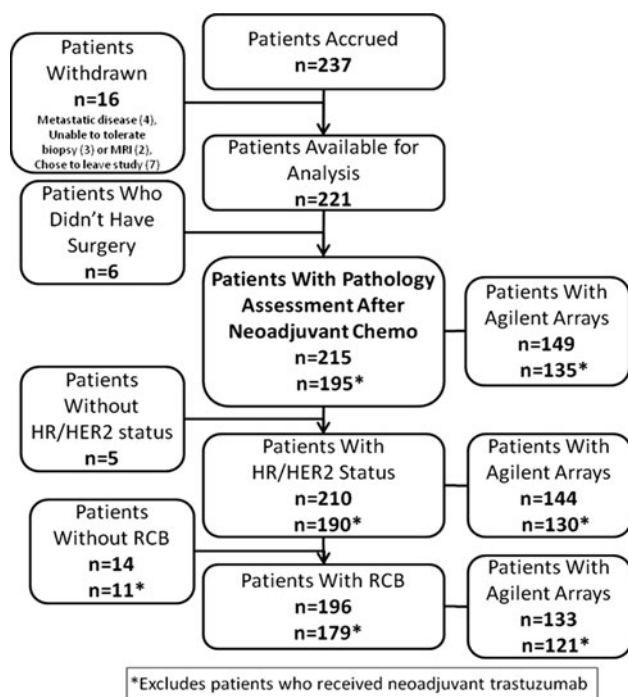 Patients Accrued
n=237
Patients
Withdrawn
n=16
Metastatic disease (4),
Unable to tolerate
biopsy (3) or MRI (2),
Chose to leave study (7)
Patients Available for
Analysis
n=221
Patients Who
Didn't Have
Surgery
n=6
Patients With Pathology
Assessment After
Neoadjuvant Chemo
n=215
n=195*
Patients With
Agilent Arrays
n=149
n=135*
Patients
Without
HR/HER2 status
n=5
Patients With
HR/HER2 Status
n=210
n=190*
Patients With
Agilent Arrays
n=144
n=130*
Patients
Without RCB
n=14
n=11*
Patients With RCB
n=196
n=179*
Patients With
Agilent Arrays
n=133
n=121*
*Excludes patients who received neoadjuvant trastuzumab